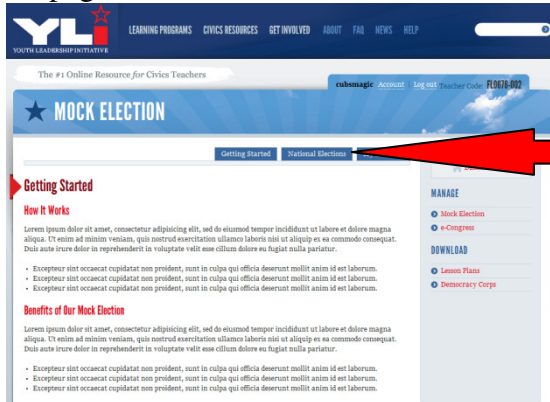 YLI
YOUTH LEADERSHIP INITIATIVE
LEARNING PROGRAMS CIVICS RESOURCES GET INVOLVED ABOUT FAQ NEWS HELP
The #1 Online Resource for Civics Teachers
cubsmagic Account Log out Teacher Code: FL0676-002
MOCK ELECTION
Getting Started National Elections
Getting Started
How It Works
Lorem ipsum dolor sit amet, consectetur adipisicing elit, sed do eiusmod tempor incididunt ut labore et dolore magna
aliqua. Ut enim ad minim veniam, quis nostrud exercitation ullamco laboris nisi ut aliquip ex ea commodo consequat.
Duis aute irure dolor in reprehenderit in voluptate velit esse cillum dolore eu fugiat nulla pariatur.
• Excepteur sint occaecat cupidatat non proident, sunt in culpa qui officia deserunt mollit anim id est laborum.
• Excepteur sint occaecat cupidatat non proident, sunt in culpa qui officia deserunt mollit anim id est laborum.
• Excepteur sint occaecat cupidatat non proident, sunt in culpa qui officia deserunt mollit anim id est laborum.
Benefits of Our Mock Election
Lorem ipsum dolor sit amet, consectetur adipisicing elit, sed do eiusmod tempor incididunt ut labore et dolore magna
aliqua. Ut enim ad minim veniam, quis nostrud exercitation ullamco laboris nisi ut aliquip ex ea commodo consequat.
Duis aute irure dolor in reprehenderit in voluptate velit esse cillum dolore eu fugiat nulla pariatur.
• Excepteur sint occaecat cupidatat non proident, sunt in culpa qui officia deserunt mollit anim id est laborum.
• Excepteur sint occaecat cupidatat non proident, sunt in culpa qui officia deserunt mollit anim id est laborum.
• Excepteur sint occaecat cupidatat non proident, sunt in culpa qui officia deserunt mollit anim id est laborum.
MANAGE
Mock Election
e-Congress
DOWNLOAD
Lesson Plans
Democracy Corps